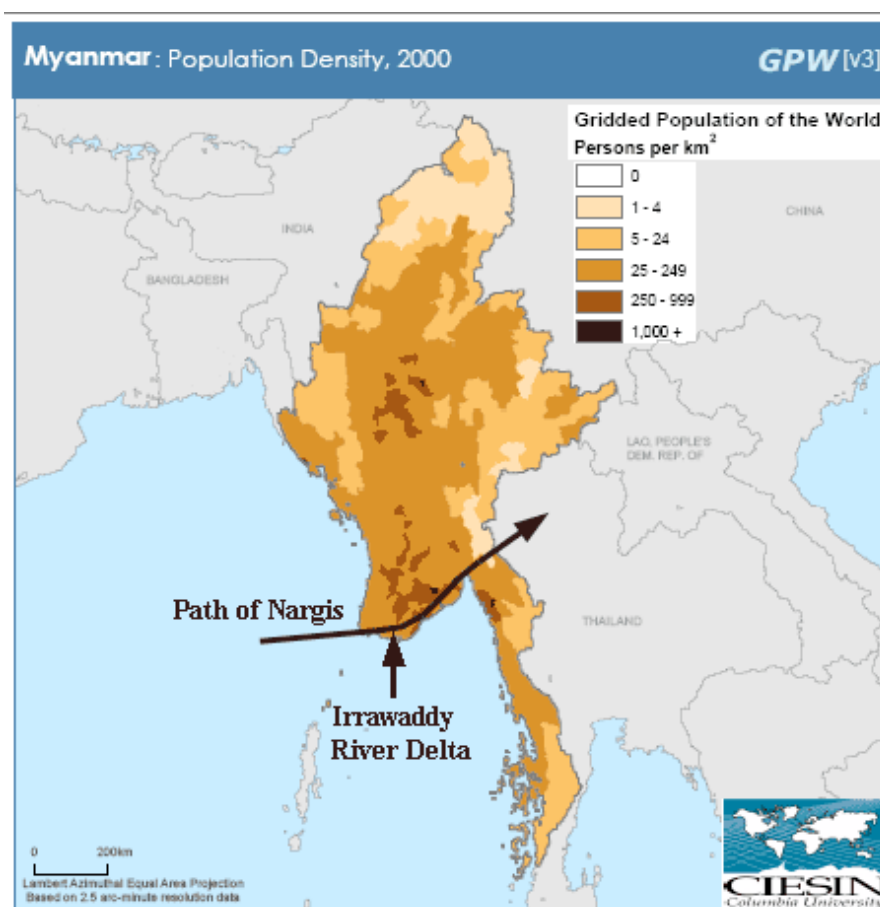 Myanmar : Population Density, 2000
GPW [v3]
Gridded Population of the World
Persons per km²
0
1 - 4
5 - 24
25 - 249
250 - 999
1,000 +
CHINA
INDIA
BANGLADESH
LAO, PEOPLE'S
DEM. REP. OF
Path of Nargis
THAILAND
Irrawaddy
River Delta
0 200km
Lambert Azimuthal Equal Area Projection
Based on 2.5 arc-minute resolution data
CIESIN
Columbia University